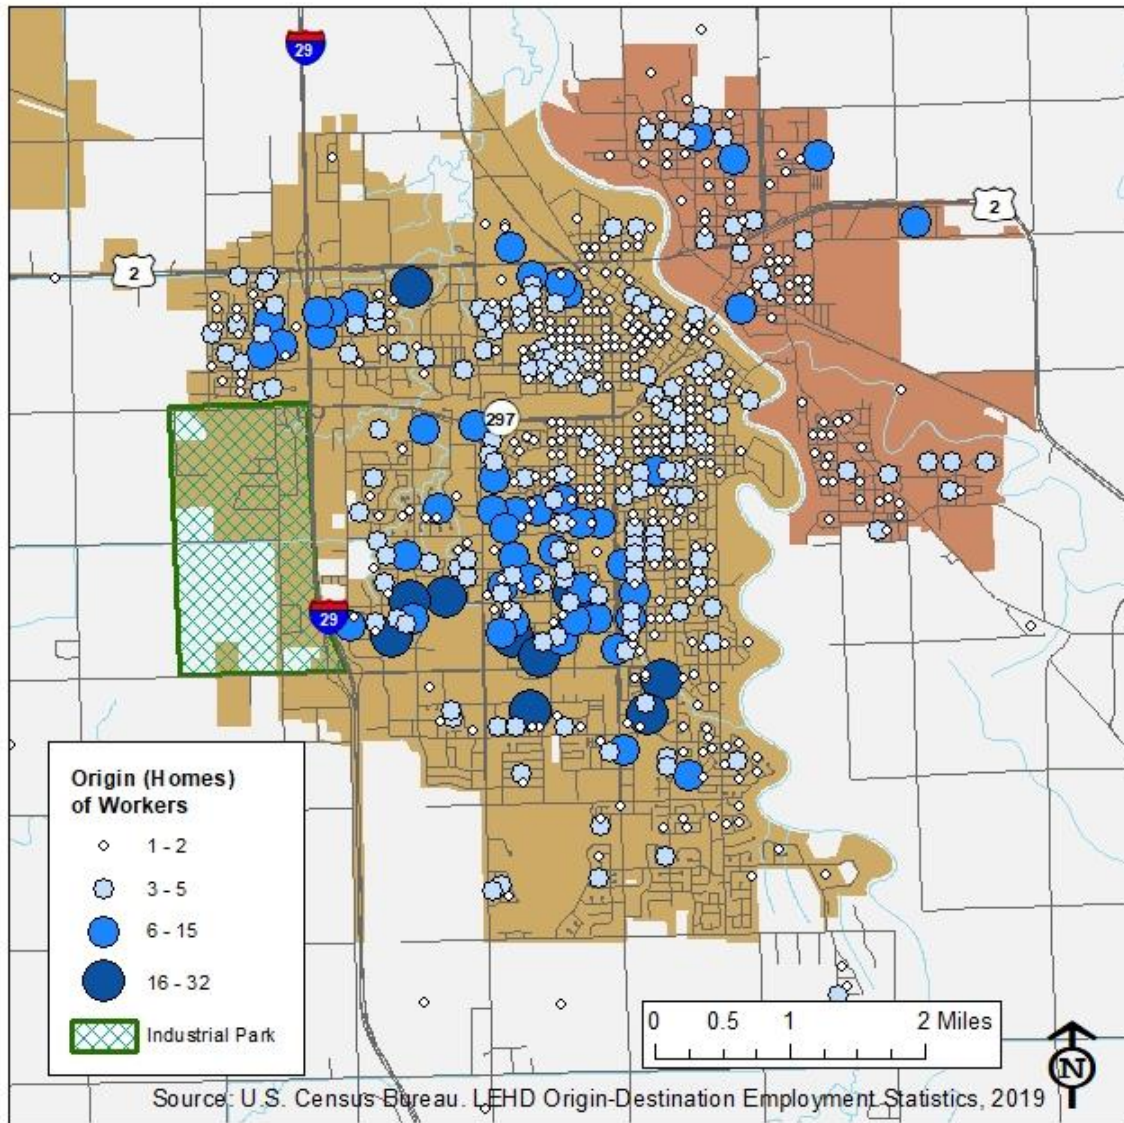 29
2
2
297
29
Origin (Homes)
of Workers
1 - 2
3 - 5
6 - 15
16 - 32
Industrial Park
0 0.5 1 2 Miles
N
Source: U.S. Census Bureau. LEHD Origin-Destination Employment Statistics, 2019